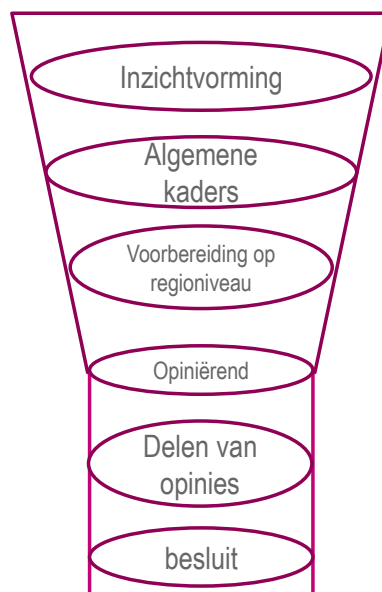 Inzichtvorming
Algemene
kaders
Voorbereiding op
regioniveau
Opiniërend
Delen van
opinies
besluit